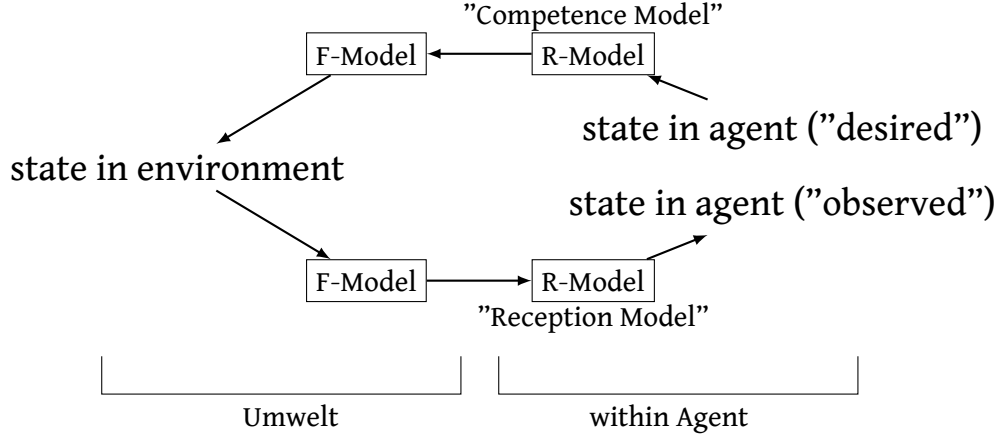 ”Competence Model”
F-Model
R-Model
state in agent (”desired”)
state in environment
state in agent (”observed”)
F-Model
R-Model
”Reception Model”
Umwelt
within Agent